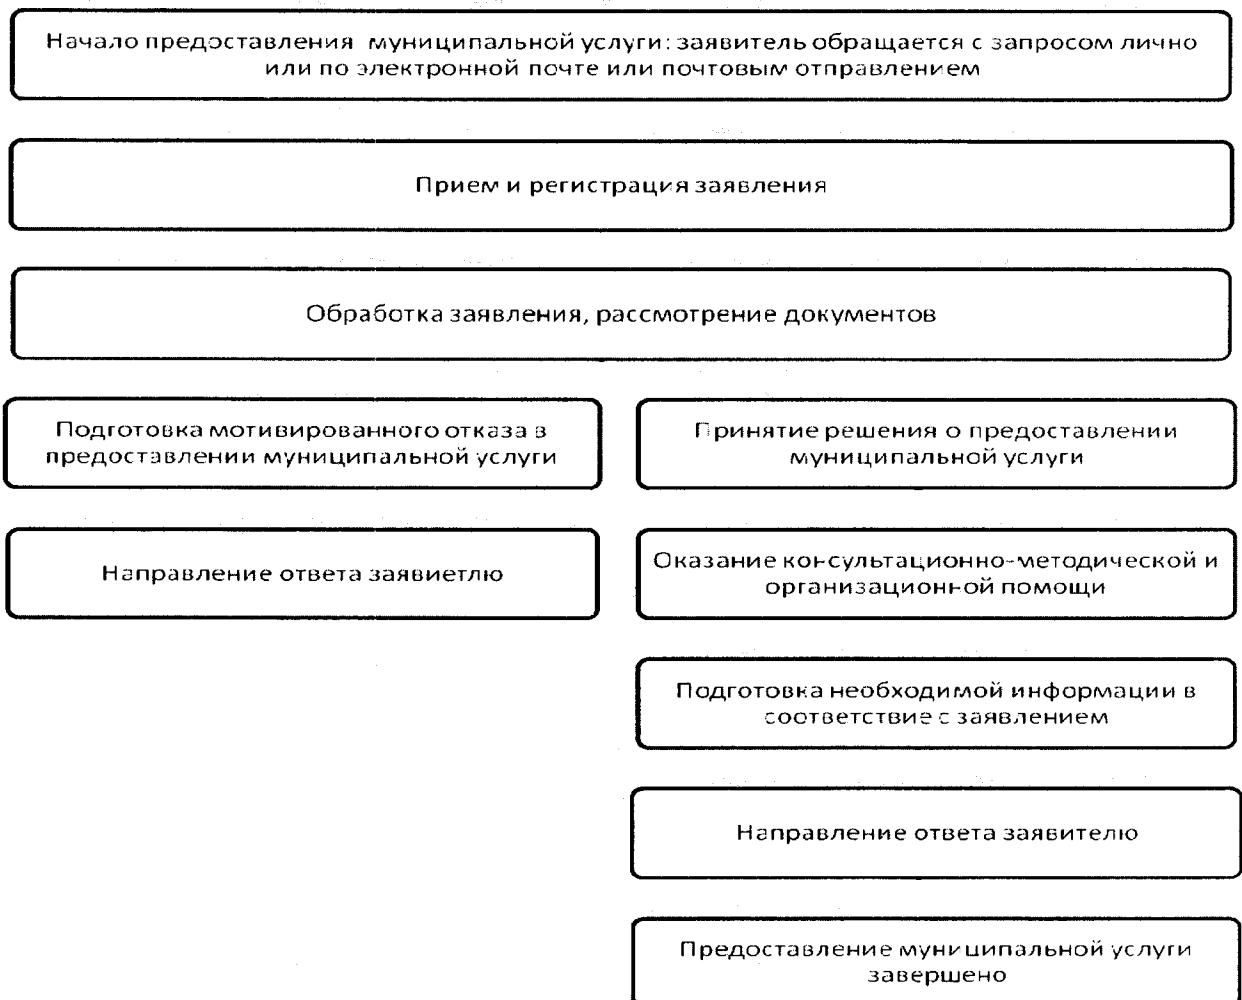 Начало предоставления муниципальной услуги: заявитель обращается с запросом лично
или по электронной почте или почтовым отправлением
Прием и регистрация заявления
Обработка заявления, рассмотрение документов
Подготовка мотивированного отказа в
предоставлении муниципальной услуги
Принятие решения о предоставлении
муниципальной услуги
Направление ответа заявиетлю
Оказание консультационно-методической и
организационной помощи
Подготовка необходимой информации в
соответствие с заявлением
Направление ответа заявителю
Предоставление муниципальной услуги
завершено